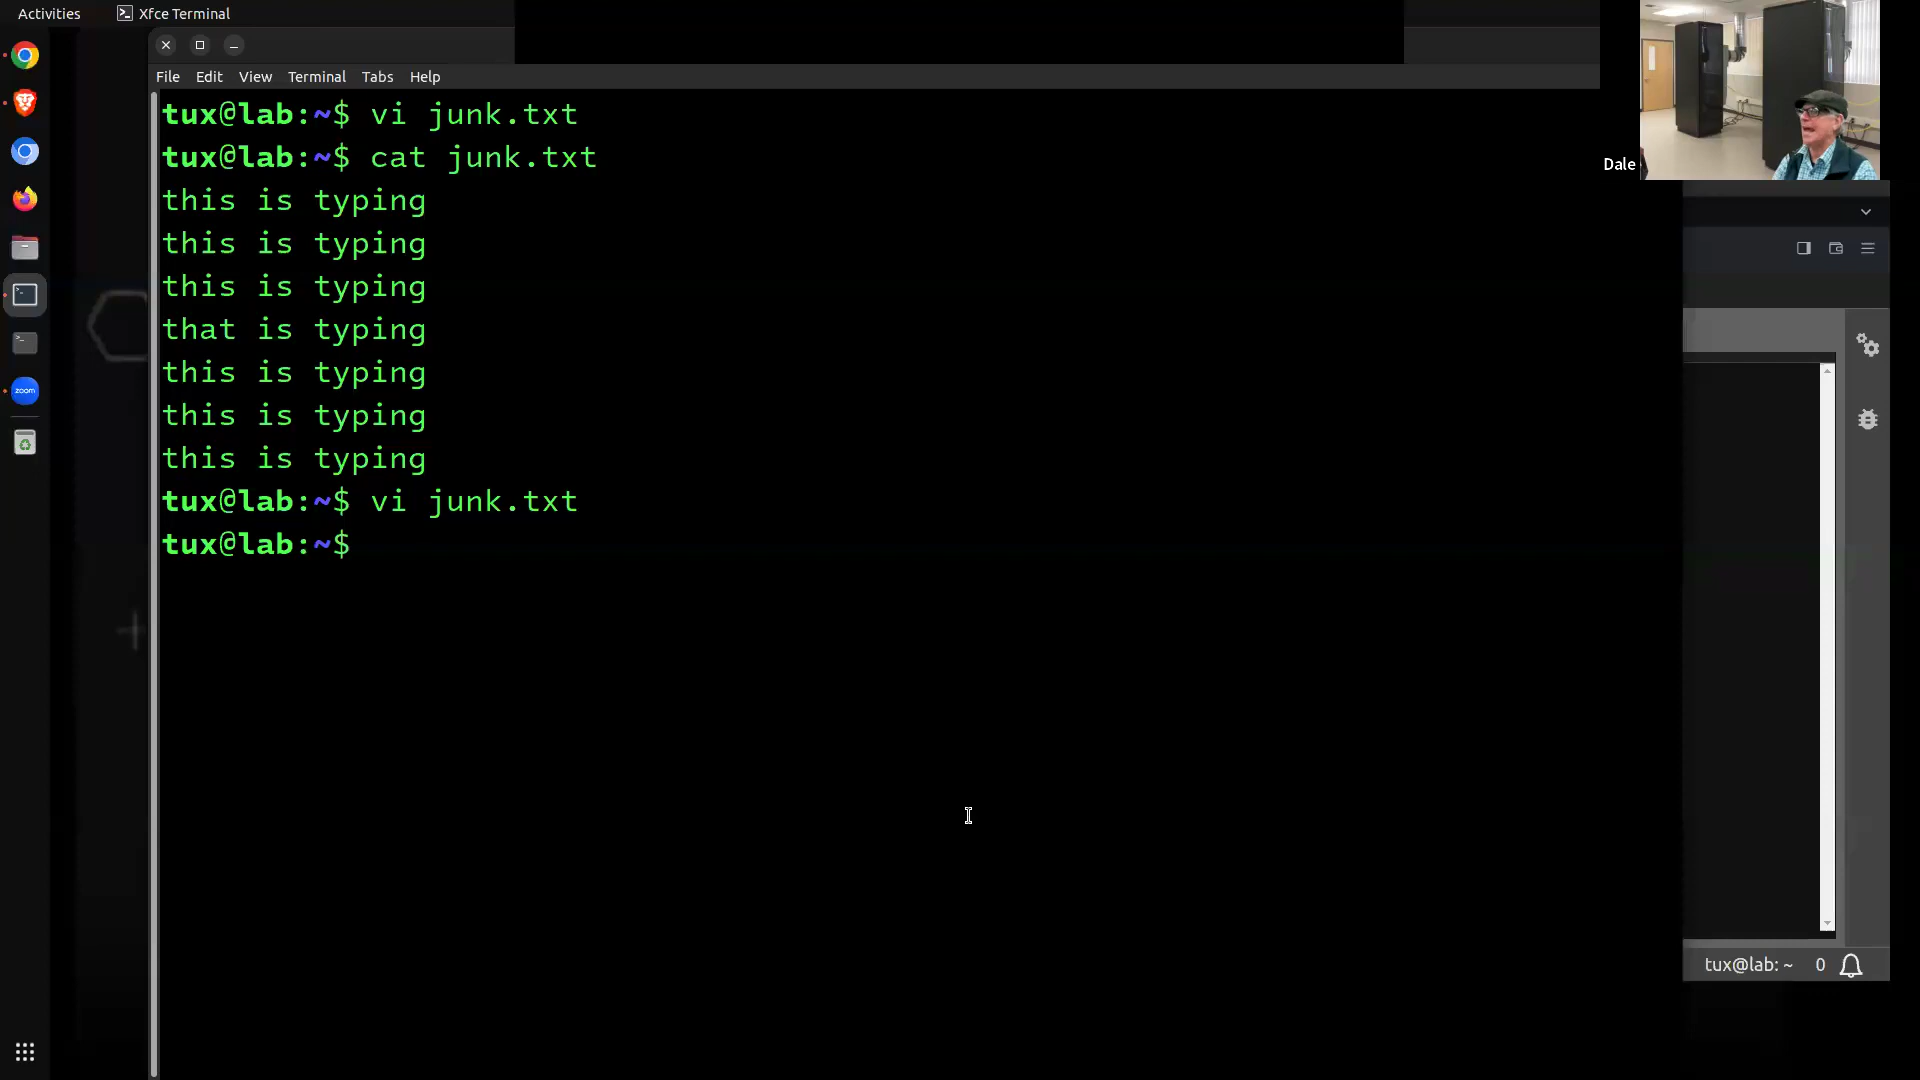 Activities Xfce Terminal
File Edit View Terminal Tabs Help
tux@lab:~$ vi junk.txt
tux@lab:~$ cat junk.txt
this is typing
this is typing
this is typing
that is typing
this is typing
this is typing
this is typing
tux@lab:~$ vi junk.txt
tux@lab:~$
Dale
zoom
tux@lab: ~ 0